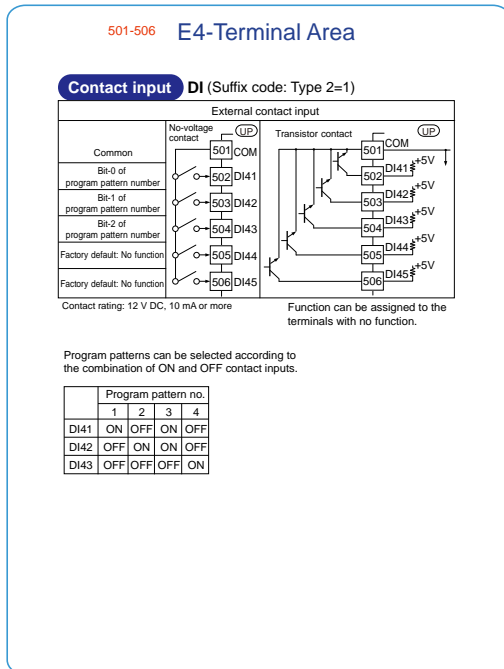 501-506 E4-Terminal Area
Contact input DI (Suffix code: Type 2=1)
External contact input
No-voltage contact
UP
Transistor contact
UP
Common
501 COM
501 COM
Bit-0 of program pattern number
502 DI41
502 DI41 +5V
Bit-1 of program pattern number
503 DI42
503 DI42 +5V
Bit-2 of program pattern number
504 DI43
504 DI43 +5V
Factory default: No function
505 DI44
505 DI44 +5V
Factory default: No function
506 DI45
506 DI45 +5V
Contact rating: 12 V DC, 10 mA or more
Function can be assigned to the
terminals with no function.
Program patterns can be selected according to
the combination of ON and OFF contact inputs.
Program pattern no.
1 2 3 4
DI41 ON OFF ON OFF
DI42 OFF ON ON OFF
DI43 OFF OFF OFF ON